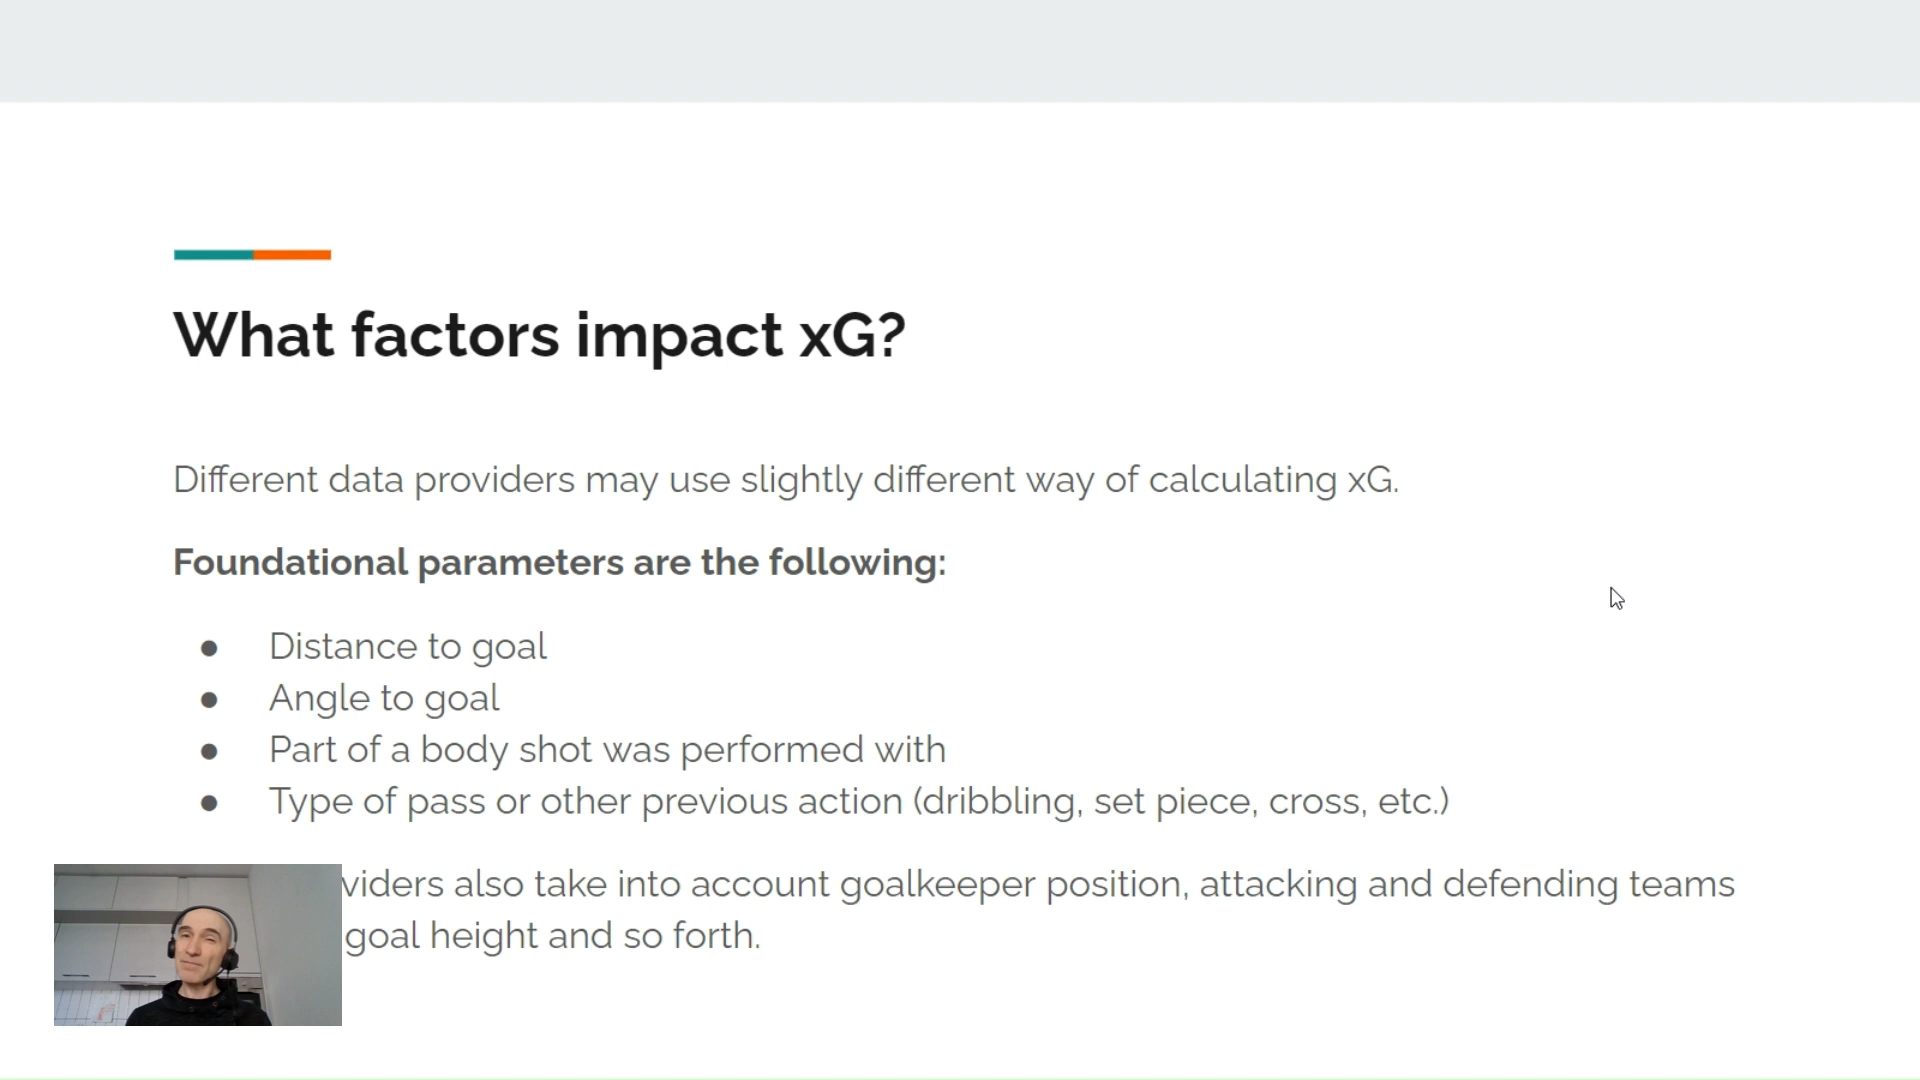 What factors impact xG?
Different data providers may use slightly different way of calculating xG.
Foundational parameters are the following:
● Distance to goal
● Angle to goal
● Part of a body shot was performed with
● Type of pass or other previous action (dribbling, set piece, cross, etc.)
also take into account goalkeeper position, attacking and defending teams
goal height and so forth.